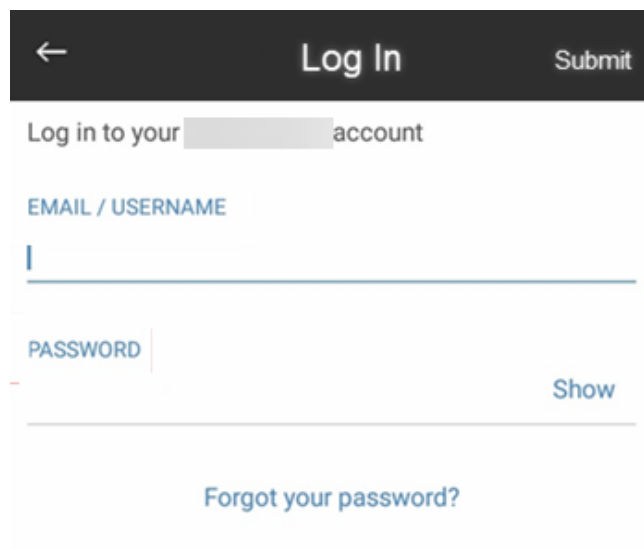 Log In
Submit
Log in to your account
EMAIL / USERNAME
PASSWORD
Show
Forgot your password?